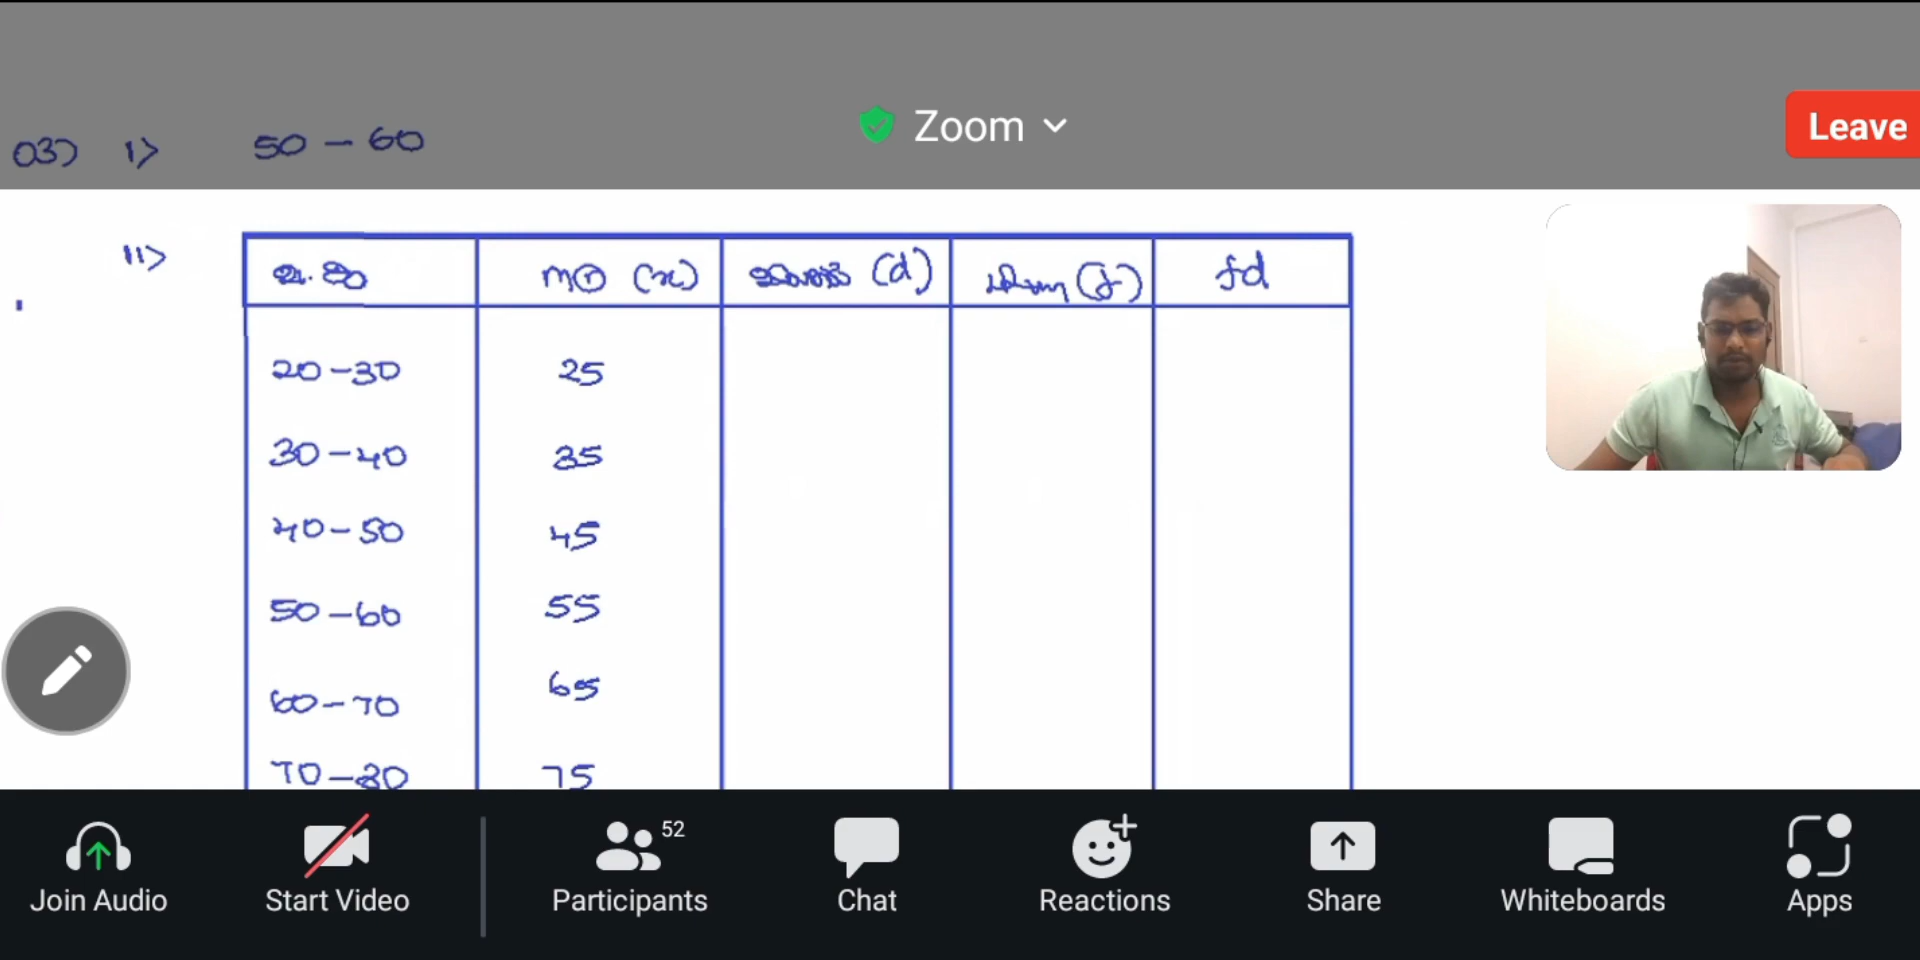 Zoom
Leave
03) i) 50 - 60
ii)
(x) (d) (f) fd
20 - 30 25
30 - 40 35
40 - 50 45
50 - 60 55
60 - 70 65
70 - 80 75
52
Join Audio Start Video Participants Chat Reactions Share Whiteboards Apps